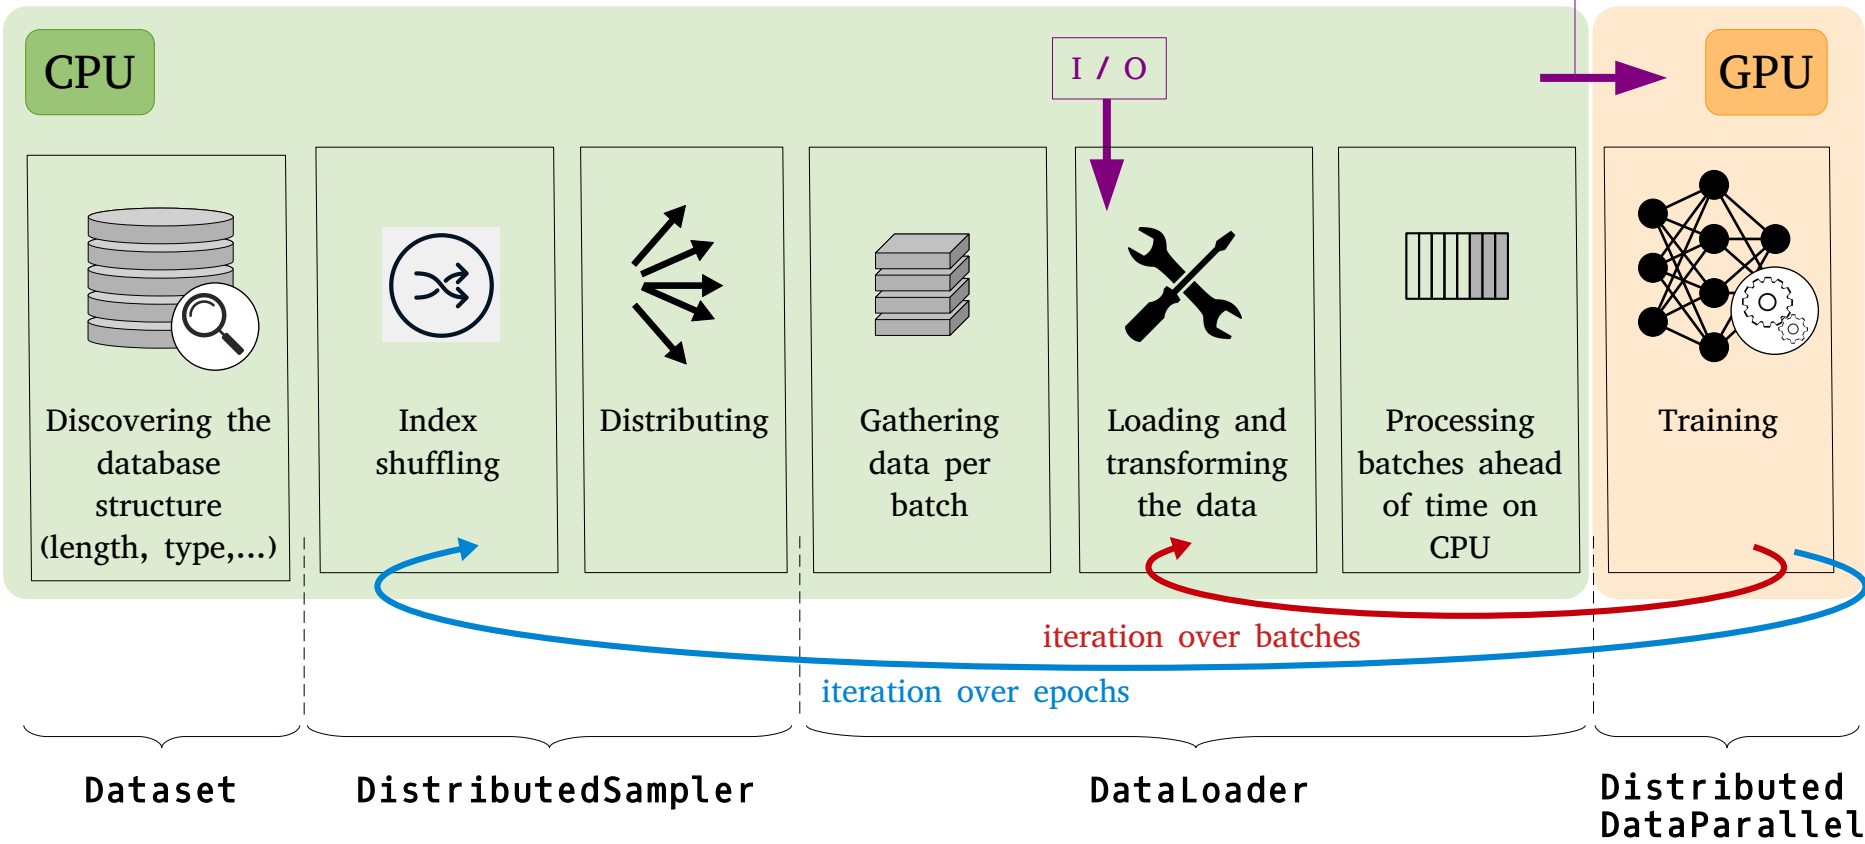 CPU
I / O
GPU
Discovering the
database
structure
(length, type,...)
Index
shuffling
Distributing
Gathering
data per
batch
Loading and
transforming
the data
Processing
batches ahead
of time on
CPU
Training
iteration over batches
iteration over epochs
Dataset
DistributedSampler
DataLoader
Distributed
DataParallel